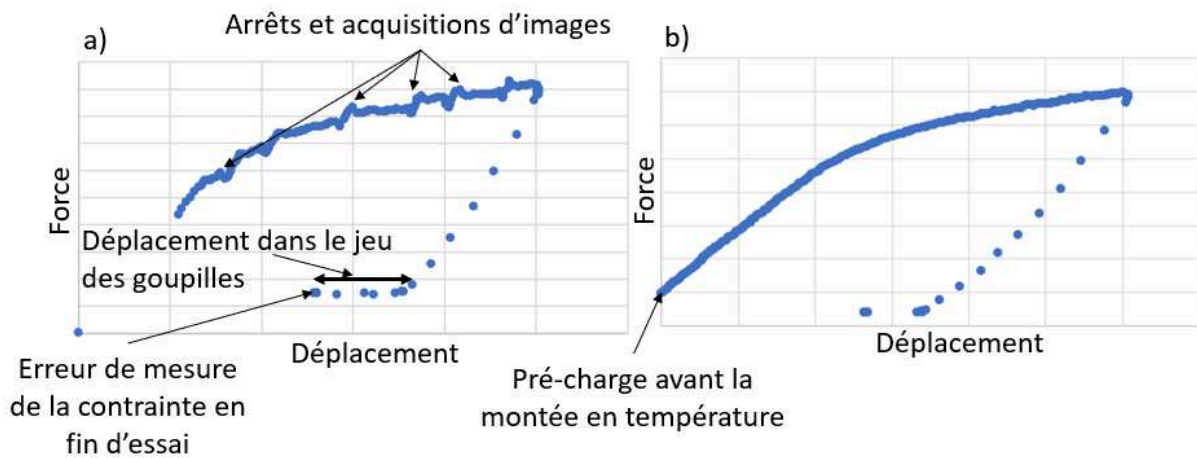 Arrêts et acquisitions d'images
a)
Force
Déplacement dans le jeu
des goupilles
Déplacement
Erreur de mesure
de la contrainte en
fin d'essai
b)
Force
Déplacement
Pré-charge avant la
montée en température